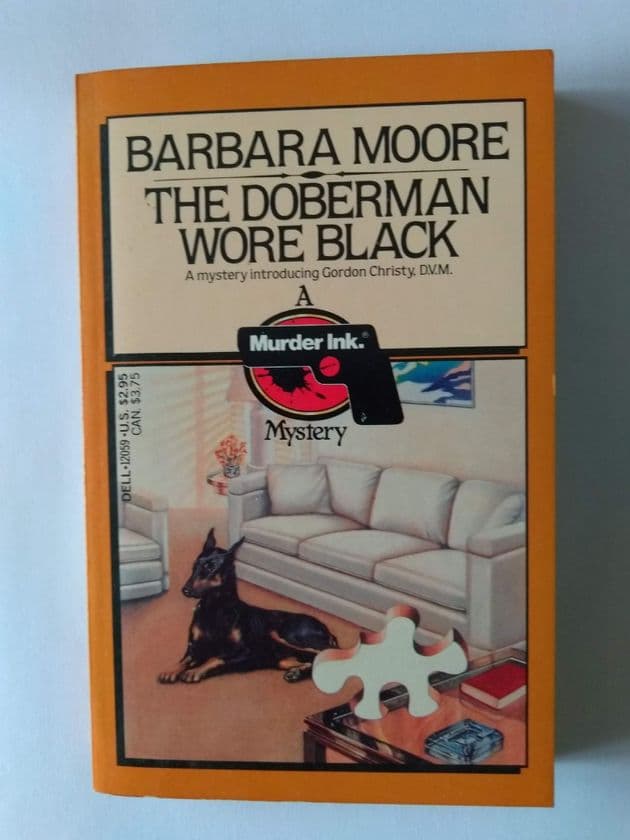 BARBARA MOORE
THE DOBERMAN
WORE BLACK
A mystery introducing Gordon Christy, D.V.M.
A
Murder Ink.®
Mystery
DELL•12059•U.S. $2.95
CAN. $3.75